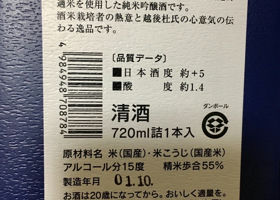 過米を使用した純米吟醸酒です。
酒米栽培者の熱意と越後杜氏の心意気の伝
わる逸品です。
〔品質データ〕
■日本酒度 約+5
■酸　　度 約1.4
4984948708784
清酒
720ml詰1本入
ダンボール
原材料名 米(国産)・米こうじ(国産米)
アルコール分15度 精米歩合55%
製造年月 01.10.
お酒は20歳になってから。おいしく適量を。